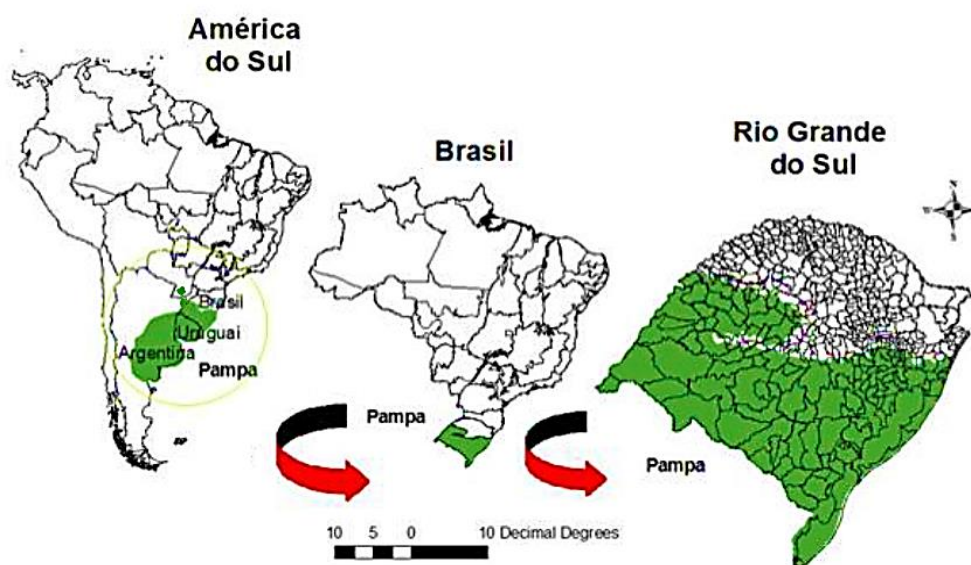 América
do Sul
Brasil
Rio Grande
do Sul
N
Brasil
Uruguai
Argentina
Pampa
Pampa
Pampa
10 5 0 10 Decimal Degrees